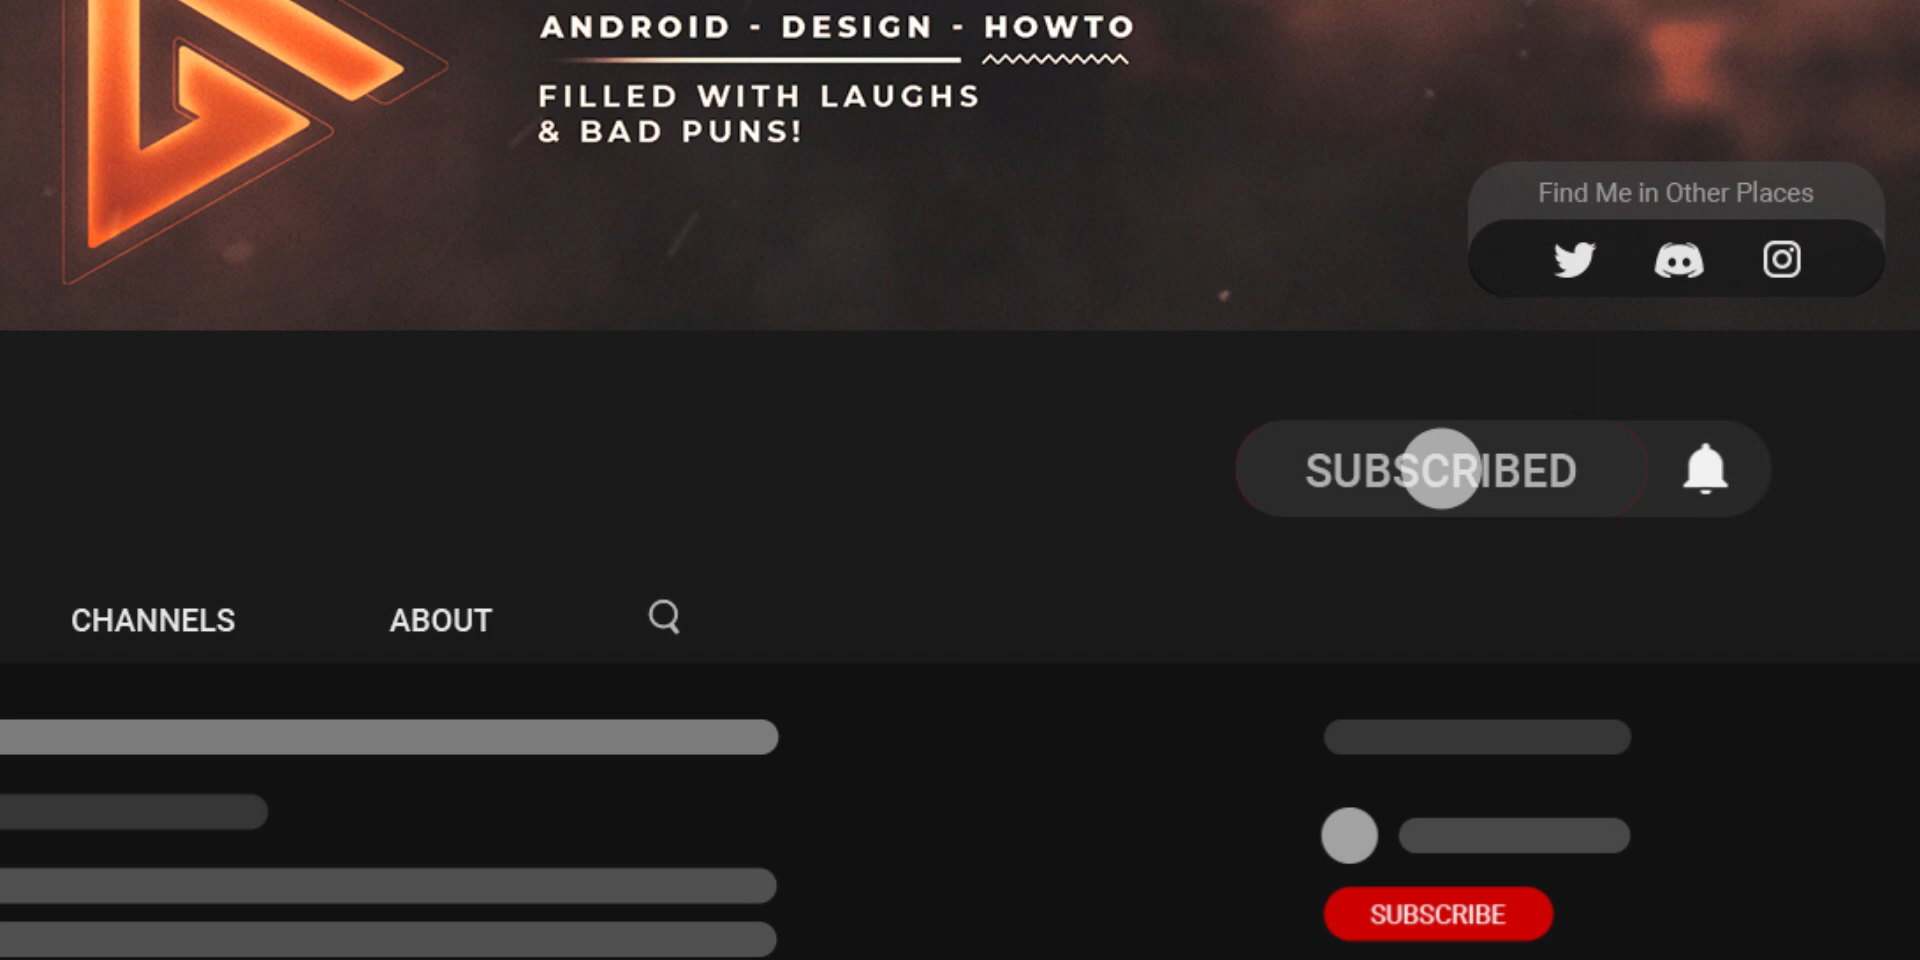 ANDROID - DESIGN - HOWTO
FILLED WITH LAUGHS
& BAD PUNS!
Find Me in Other Places
SUBSCRIBED
CHANNELS ABOUT
SUBSCRIBE